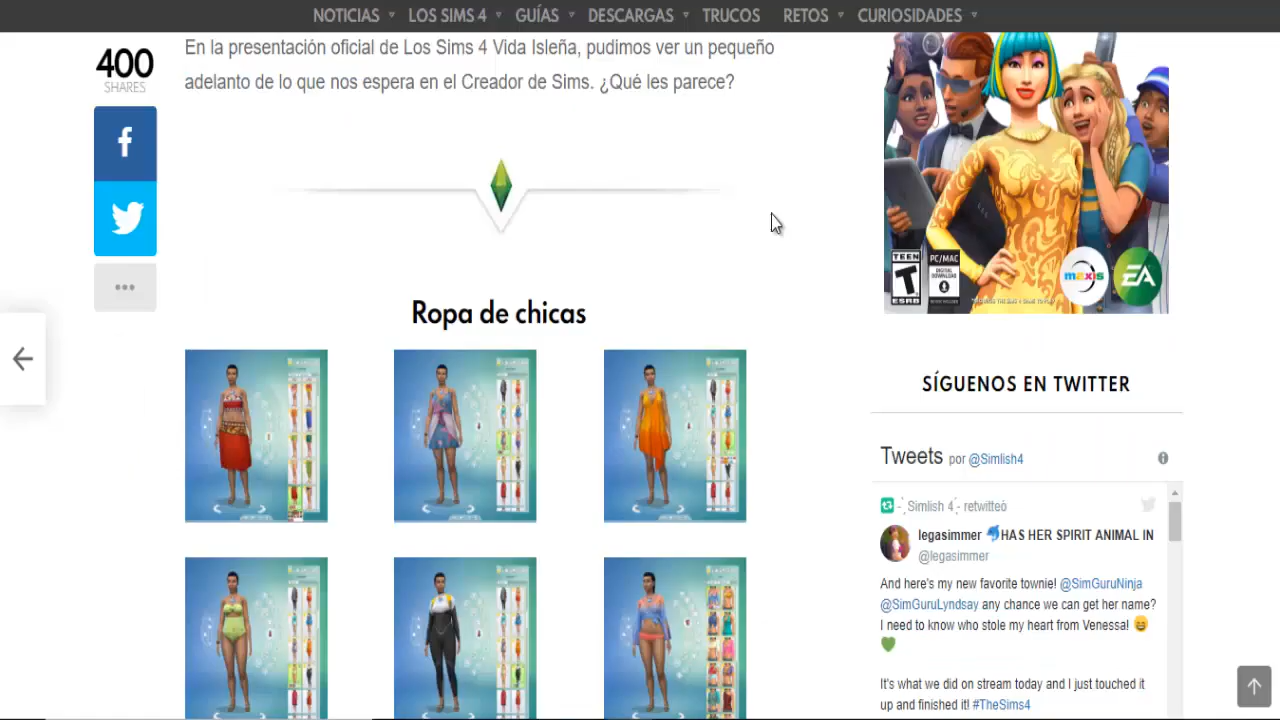 NOTICIAS LOS SIMS 4 GUÍAS DESCARGAS TRUCOS RETOS CURIOSIDADES
400
SHARES
En la presentación oficial de Los Sims 4 Vida Isleña, pudimos ver un pequeño
adelanto de lo que nos espera en el Creador de Sims. ¿Qué les parece?
Ropa de chicas
TEEN
T
ESRB
PC/MAC
DIGITAL
DOWNLOAD
maxis
EA
SÍGUENOS EN TWITTER
Tweets por @Simlish4
Simlish 4 - retwitteó
legasimmer 🐬HAS HER SPIRIT ANIMAL IN
@legasimmer
And here's my new favorite townie! @SimGuruNinja
@SimGuruLyndsay any chance we can get her name?
I need to know who stole my heart from Venessa! 😄
💚
It's what we did on stream today and I just touched it
up and finished it! #TheSims4